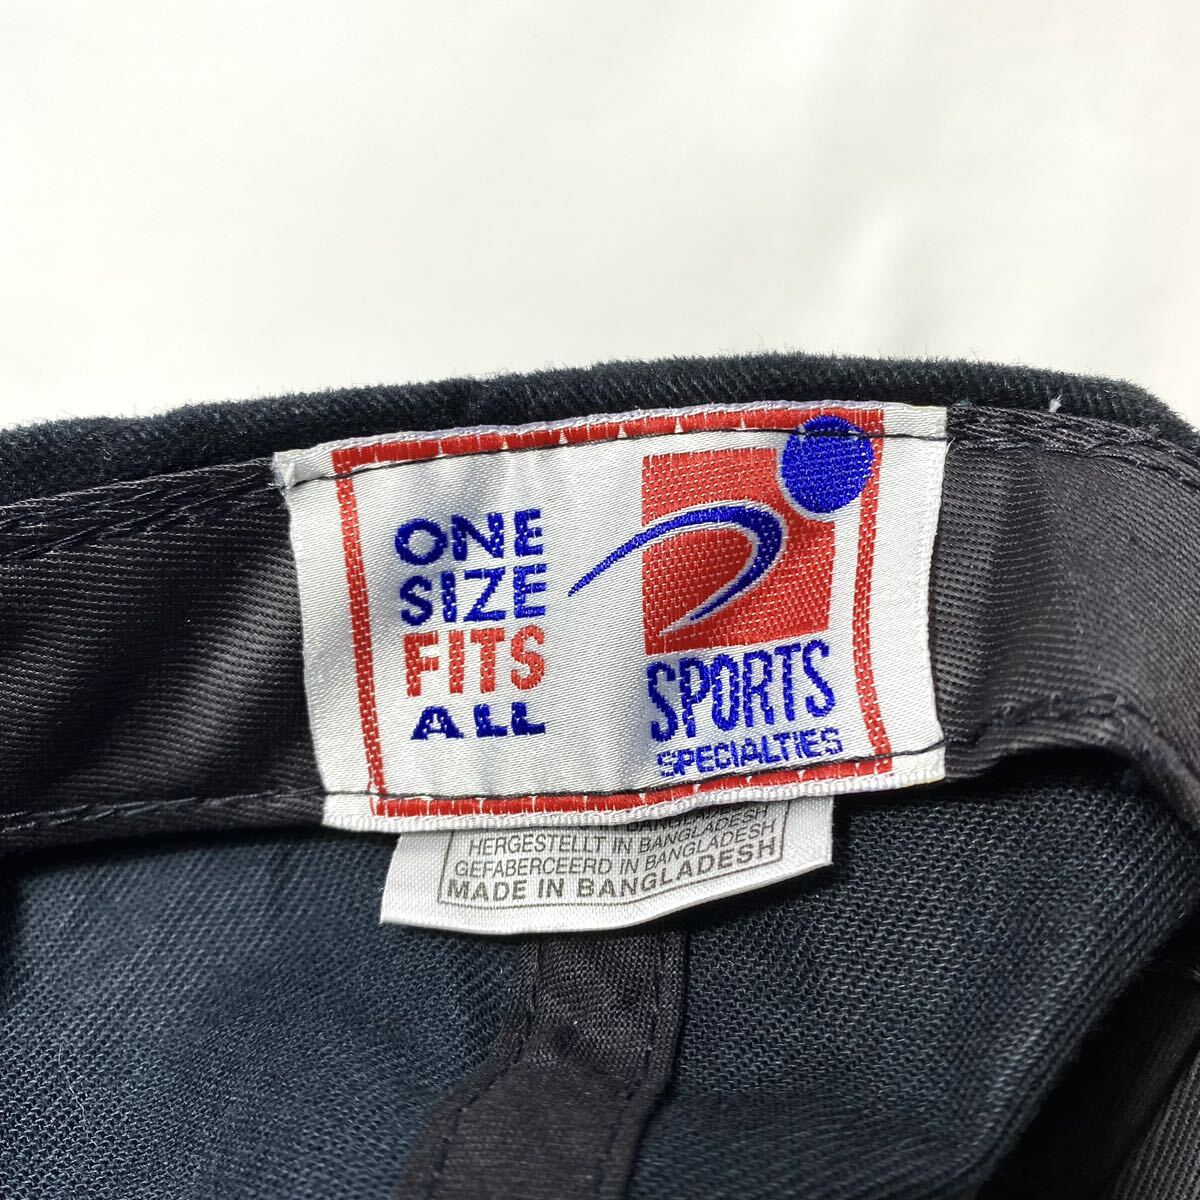 ONE
SIZE
FITS
ALL
SPORTS
SPECIALTIES
HERGESTELLT IN BANGLADESH
GEFABERCEERD IN BANGLADESH
MADE IN BANGLADESH